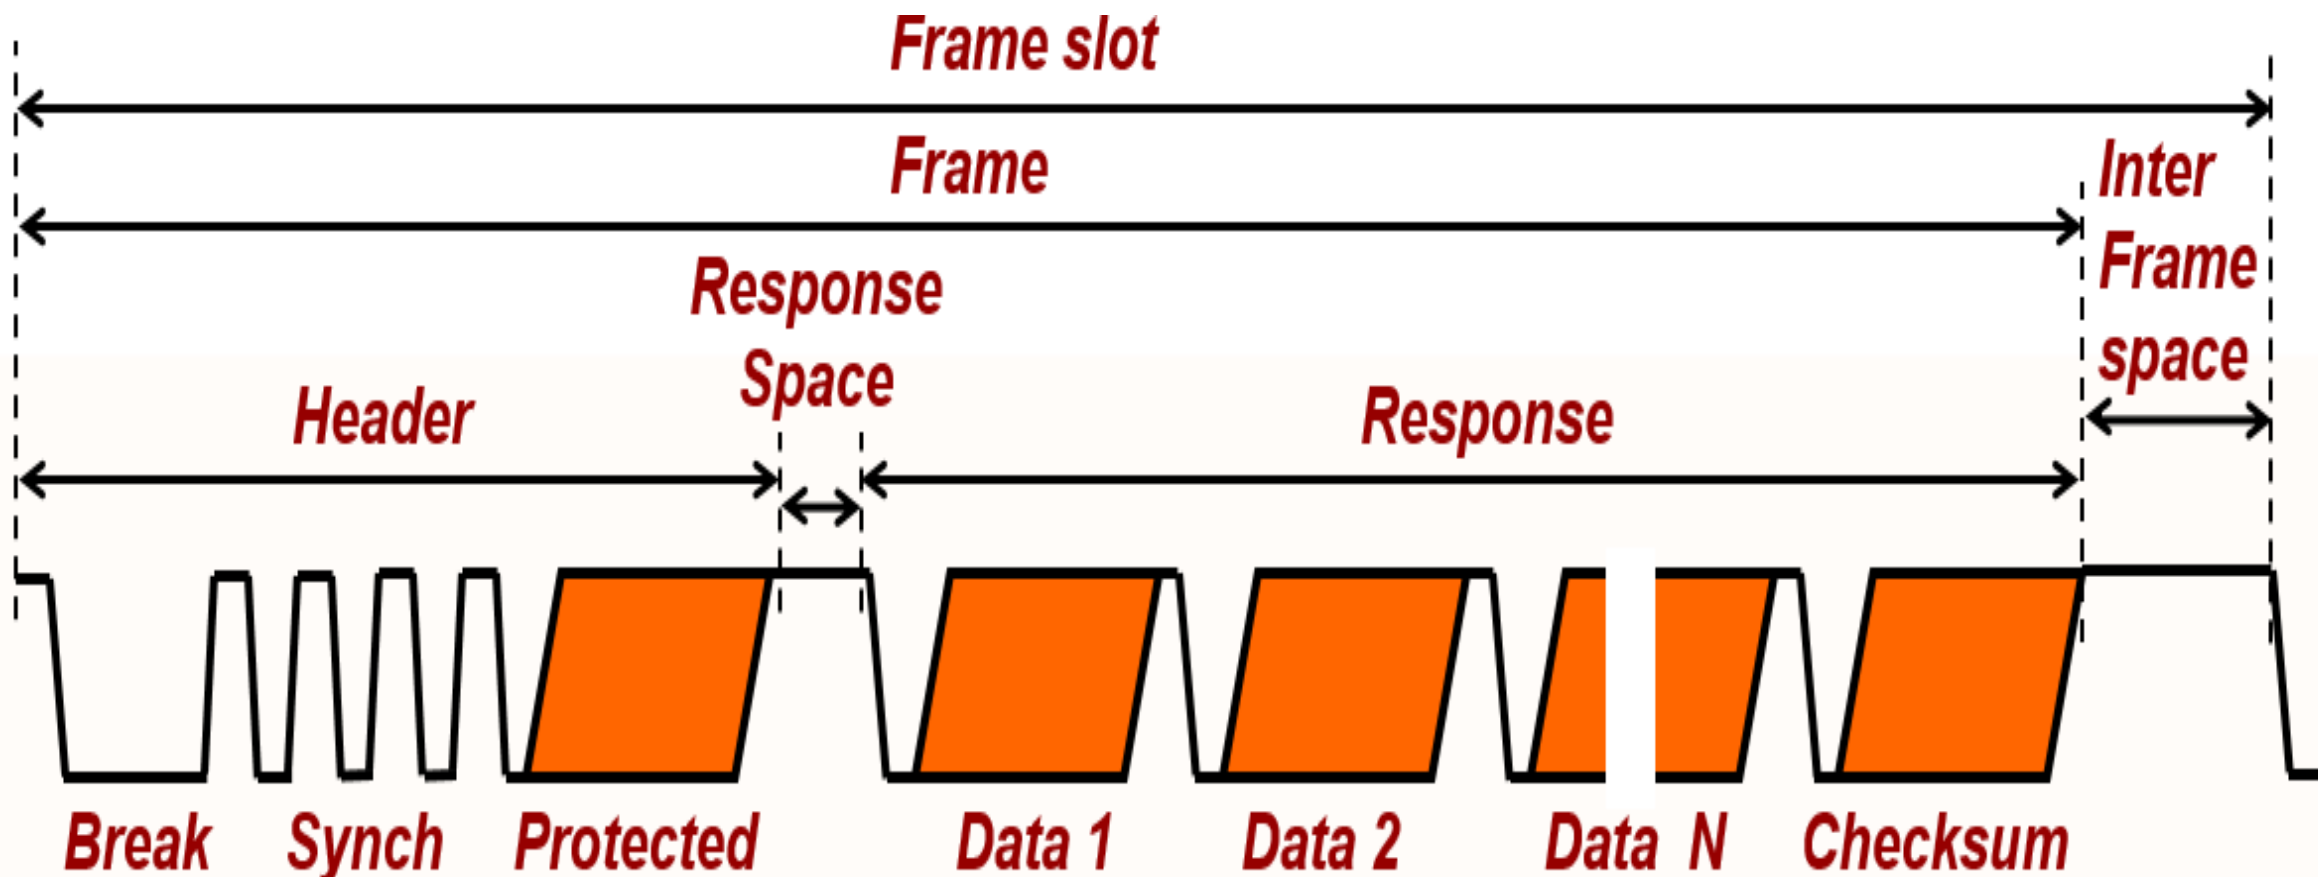 Frame slot
Frame
Inter
Frame
space
Response
Space
Header
Response
Break
Synch
Protected
Data 1
Data 2
Data N
Checksum